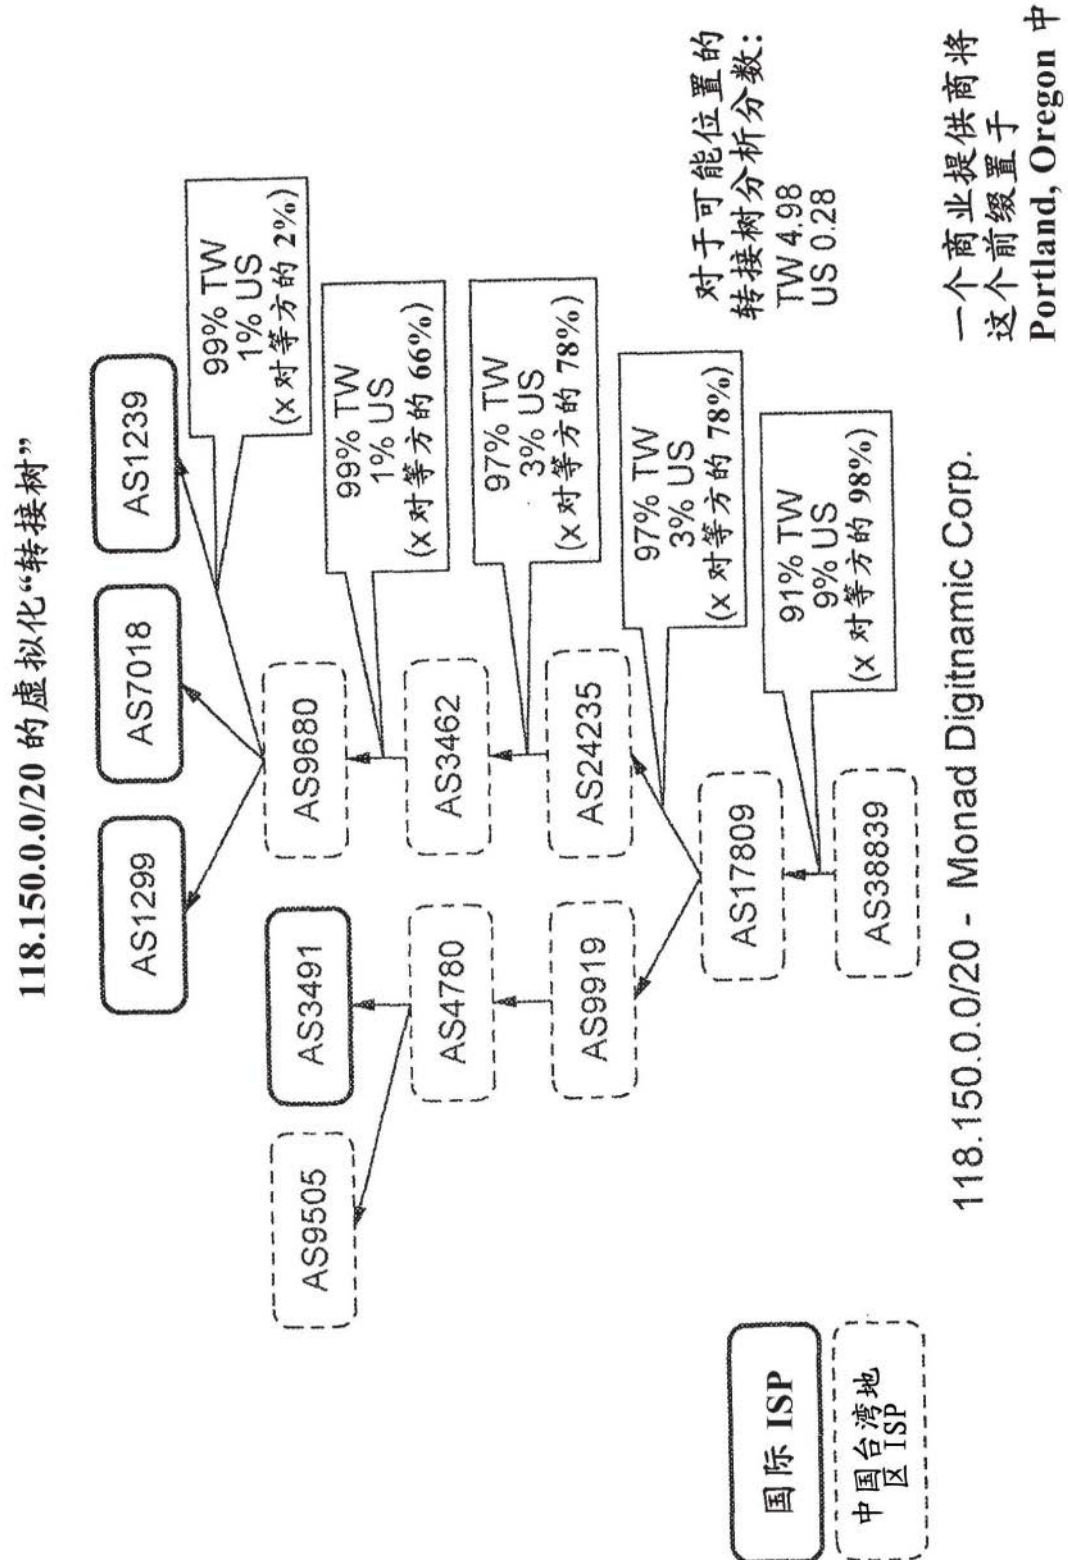 118.150.0.0/20 的虚拟化“转接树”
AS1299
AS7018
AS1239
99% TW
1% US
(x 对等方的 2%)
AS9505
AS3491
AS9680
99% TW
1% US
(x 对等方的 66%)
AS4780
AS3462
97% TW
3% US
(x 对等方的 78%)
AS9919
AS24235
97% TW
3% US
(x 对等方的 78%)
AS17809
91% TW
9% US
(x 对等方的 98%)
AS38839
对于可能位置的
转接树分析分数:
TW 4.98
US 0.28
国际 ISP
中国台湾地
区 ISP
118.150.0.0/20 - Monad Digitnamic Corp.
一个商业提供商将
这个前缀置于
Portland, Oregon 中